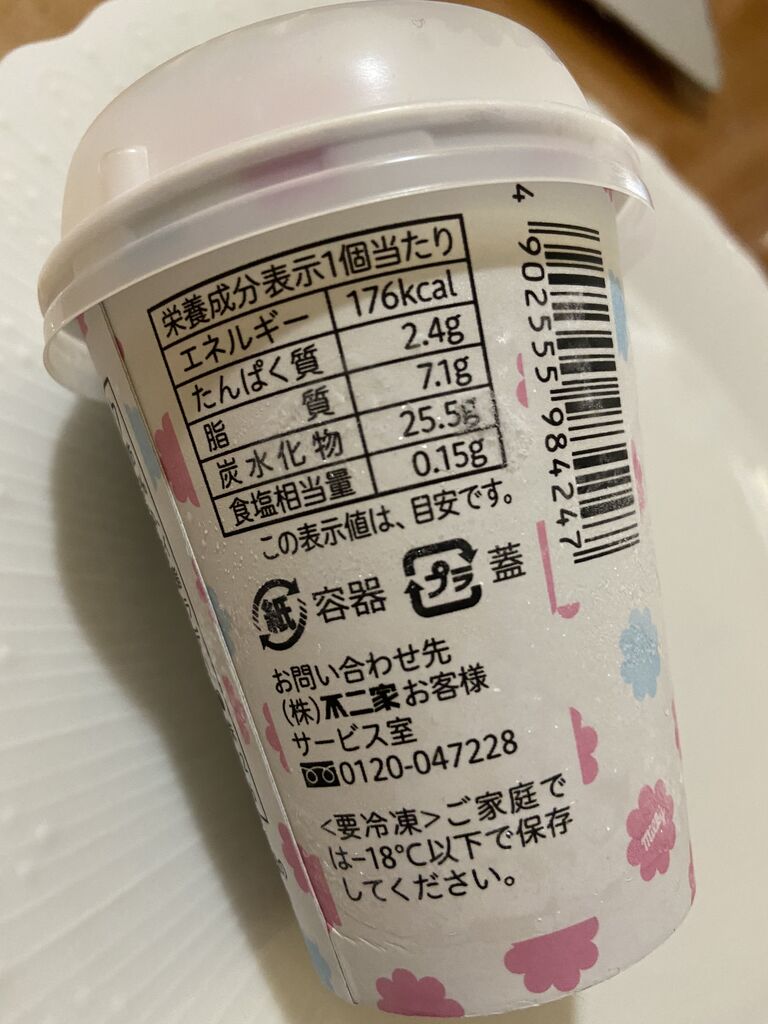 栄養成分表示1個当たり
エネルギー 176kcal
たんぱく質 2.4g
脂質 7.1g
炭水化物 25.5g
食塩相当量 0.15g
この表示値は、目安です。
紙 容器 プラ 蓋
お問い合わせ先
(株)不二家お客様
サービス室
0120-047228
<要冷凍>ご家庭で
は-18℃以下で保存
してください。
4 902555 984247
milky